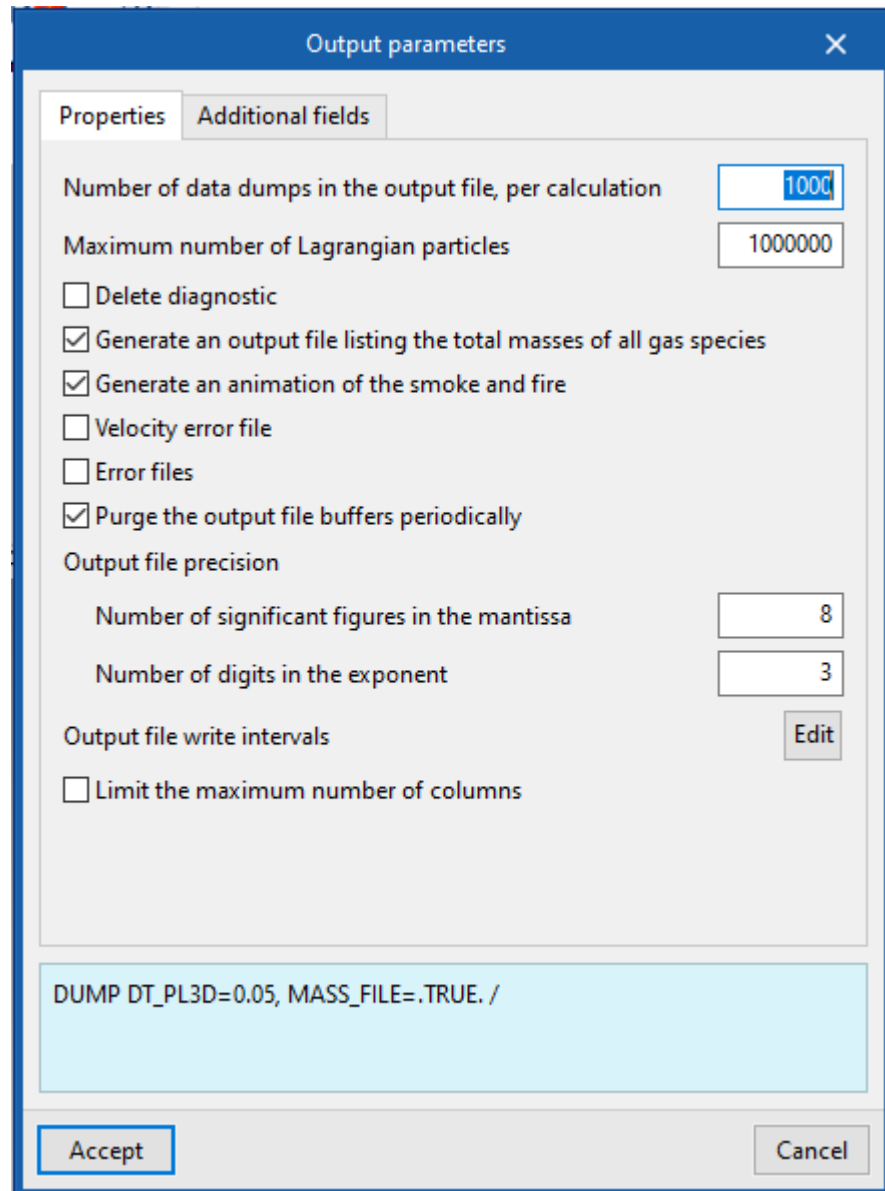 Output parameters
Properties
Additional fields
Number of data dumps in the output file, per calculation
1000
Maximum number of Lagrangian particles
1000000
Delete diagnostic
Generate an output file listing the total masses of all gas species
Generate an animation of the smoke and fire
Velocity error file
Error files
Purge the output file buffers periodically
Output file precision
Number of significant figures in the mantissa
8
Number of digits in the exponent
3
Output file write intervals
Edit
Limit the maximum number of columns
DUMP DT_PL3D=0.05, MASS_FILE=.TRUE. /
Accept
Cancel